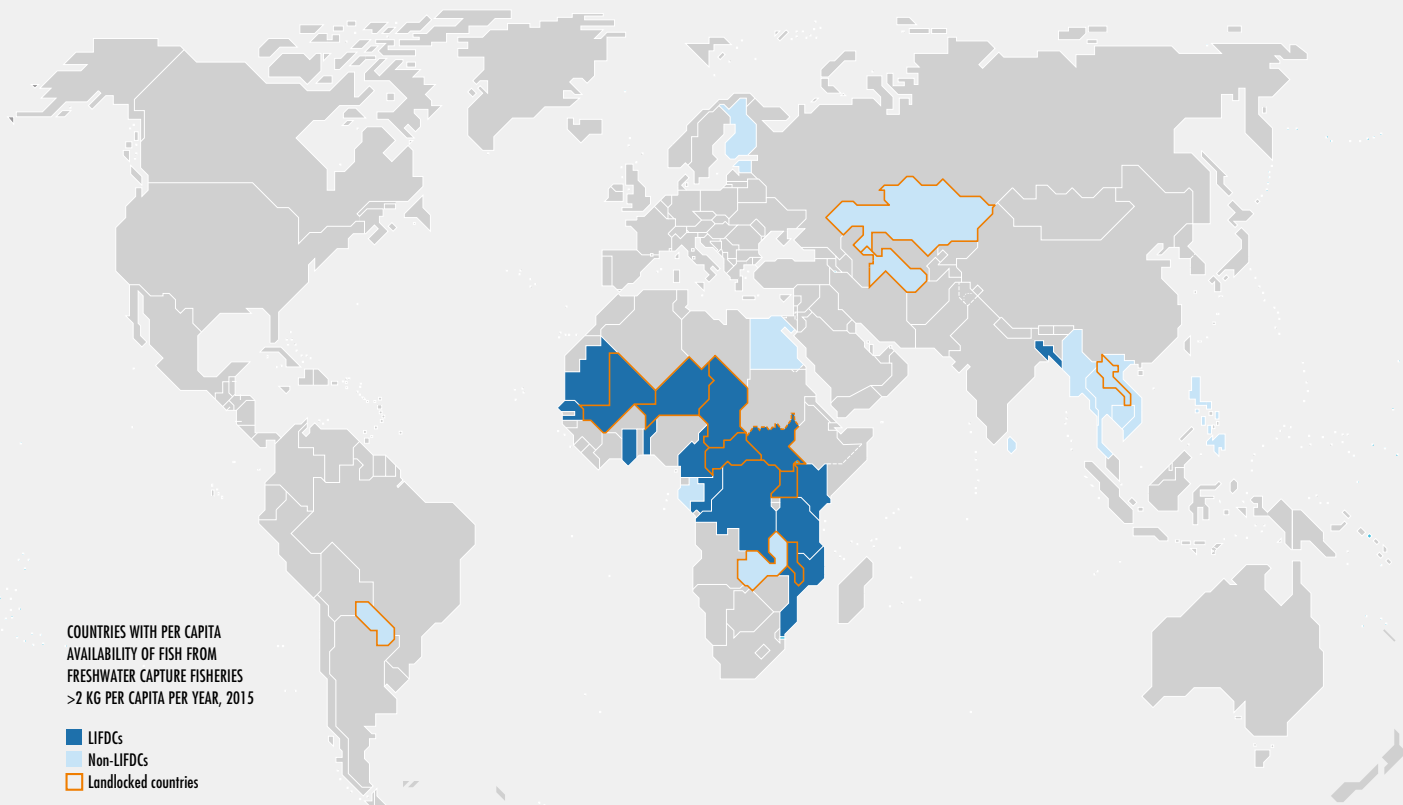 COUNTRIES WITH PER CAPITA
AVAILABILITY OF FISH FROM
FRESHWATER CAPTURE FISHERIES
>2 KG PER CAPITA PER YEAR, 2015
LIFDCs
Non-LIFDCs
Landlocked countries